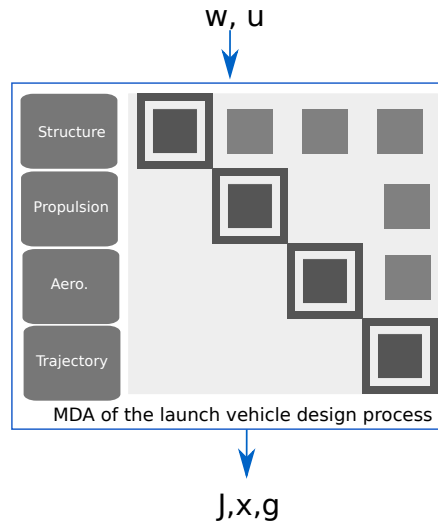 w, u
Structure
Propulsion
Aero.
Trajectory
MDA of the launch vehicle design process
J,x,g